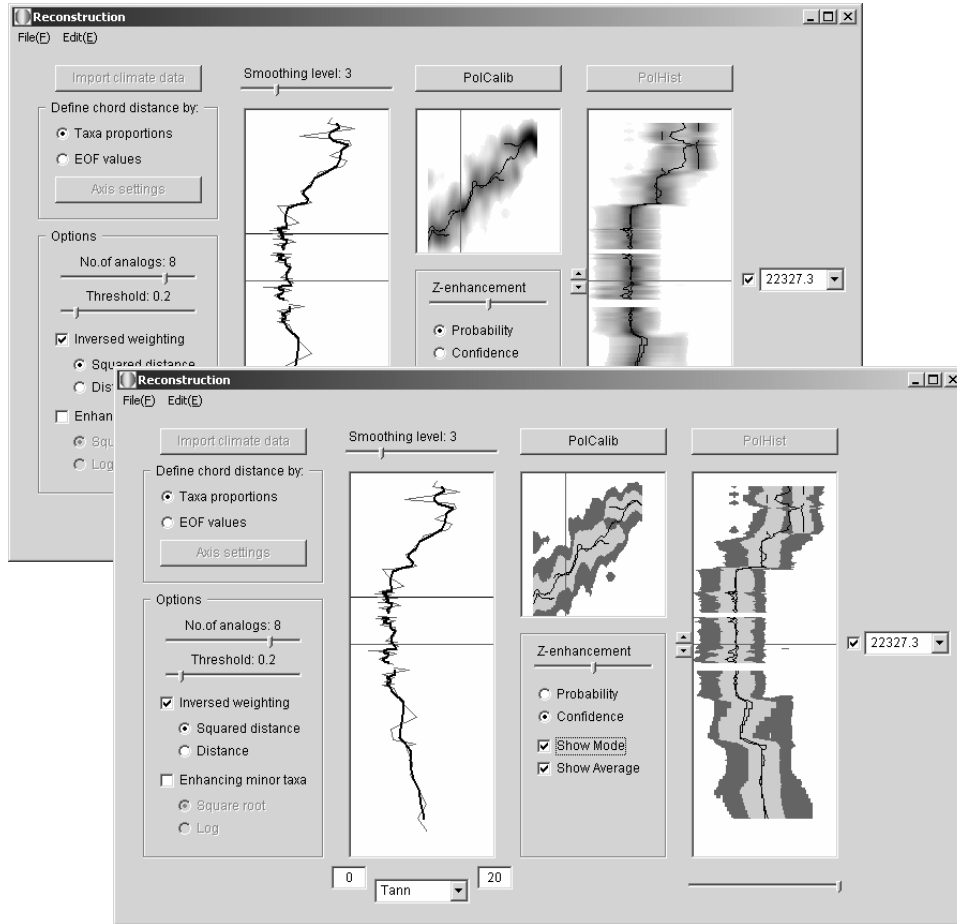 Reconstruction
File(F) Edit(E)
Import climate data
Smoothing level: 3
PolCalib
PolHist
Define chord distance by:
Taxa proportions
EOF values
Axis settings
Options
No.of analogs: 8
Threshold: 0.2
Inversed weighting
Squared distance
Dis
Enhan
Squ
Log
Z-enhancement
Probability
Confidence
22327.3
Reconstruction
File(F) Edit(E)
Import climate data
Smoothing level: 3
PolCalib
PolHist
Define chord distance by:
Taxa proportions
EOF values
Axis settings
Options
No.of analogs: 8
Threshold: 0.2
Inversed weighting
Squared distance
Distance
Enhancing minor taxa
Square root
Log
Z-enhancement
Probability
Confidence
Show Mode
Show Average
22327.3
0
Tann
20